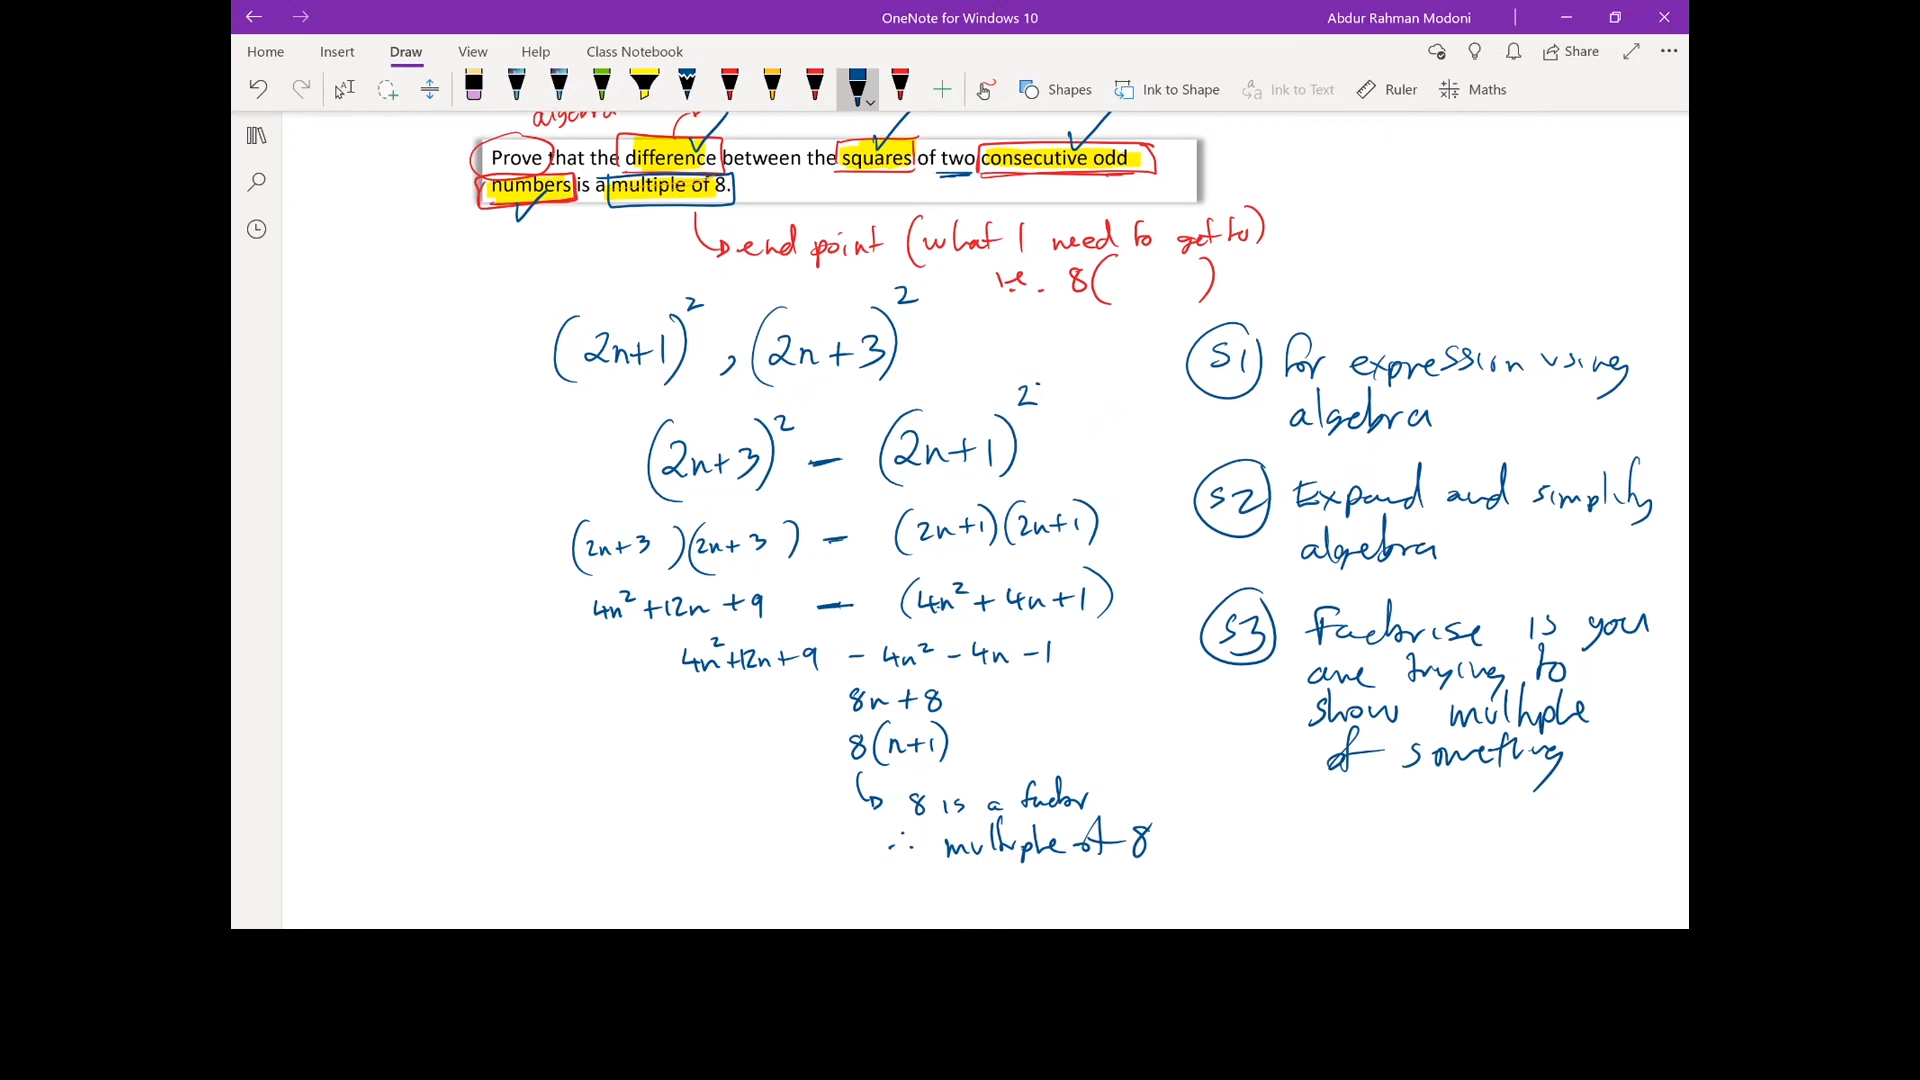 OneNote for Windows 10
Abdur Rahman Modoni
Home Insert Draw View Help Class Notebook
Share
Shapes Ink to Shape Ink to Text Ruler Maths
algebra
Prove that the difference between the squares of two consecutive odd
numbers is a multiple of 8.
end point (what I need to get to)
i.e. 8( )
(2n+1)², (2n+3)²
(2n+3)² - (2n+1)²
(2n+3)(2n+3) - (2n+1)(2n+1)
4n²+12n+9 - (4n²+4n+1)
4n²+12n+9 - 4n² - 4n - 1
8n+8
8(n+1)
8 is a factor
∴ multiple of 8
S1 for expression using
algebra
S2 Expand and simplify
algebra
S3 Factorise is you
are trying to
show multiple
of something